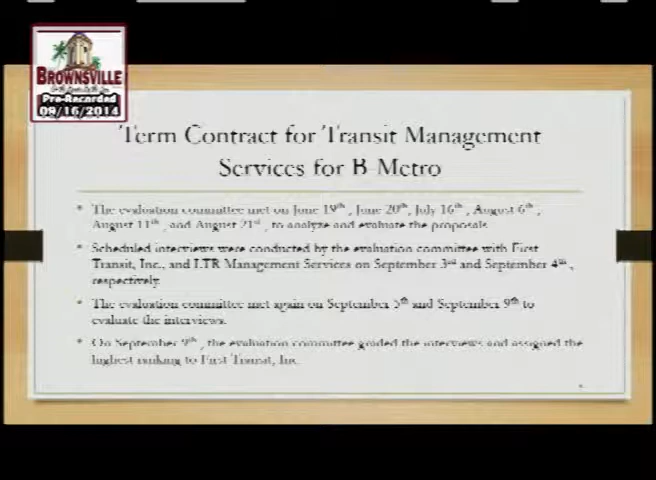 BROWNSVILLE
Pre-Recorded
09/16/2014
Term Contract for Transit Management
Services for B-Metro
• The evaluation committee met on June 19th, June 20th, July 16th, August 6th,
August 11th, and August 21st, to analyze and evaluate the proposals.
• Scheduled interviews were conducted by the evaluation committee with First
Transit, Inc., and LTR Management Services on September 3rd and September 4th,
respectively.
• The evaluation committee met again on September 5th and September 9th to
evaluate the interviews.
• On September 9th, the evaluation committee graded the interviews and assigned the
highest ranking to First Transit, Inc.